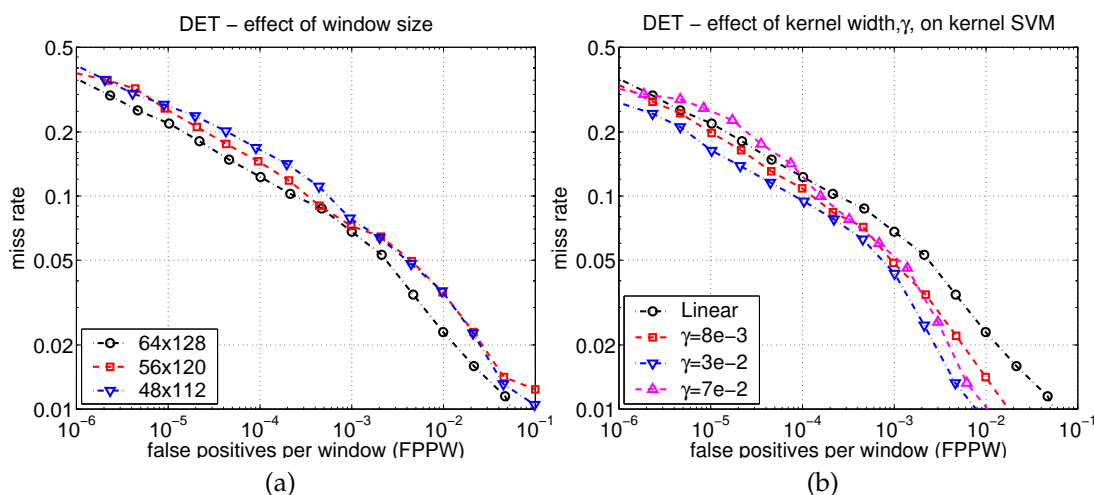 DET – effect of window size
0.5
0.2
0.1
0.05
0.02
0.01
miss rate
64x128
56x120
48x112
10⁻⁶ 10⁻⁵ 10⁻⁴ 10⁻³ 10⁻² 10⁻¹
false positives per window (FPPW)
(a)
DET – effect of kernel width,γ, on kernel SVM
0.5
0.2
0.1
0.05
0.02
0.01
miss rate
Linear
γ=8e−3
γ=3e−2
γ=7e−2
10⁻⁶ 10⁻⁵ 10⁻⁴ 10⁻³ 10⁻² 10⁻¹
false positives per window (FPPW)
(b)